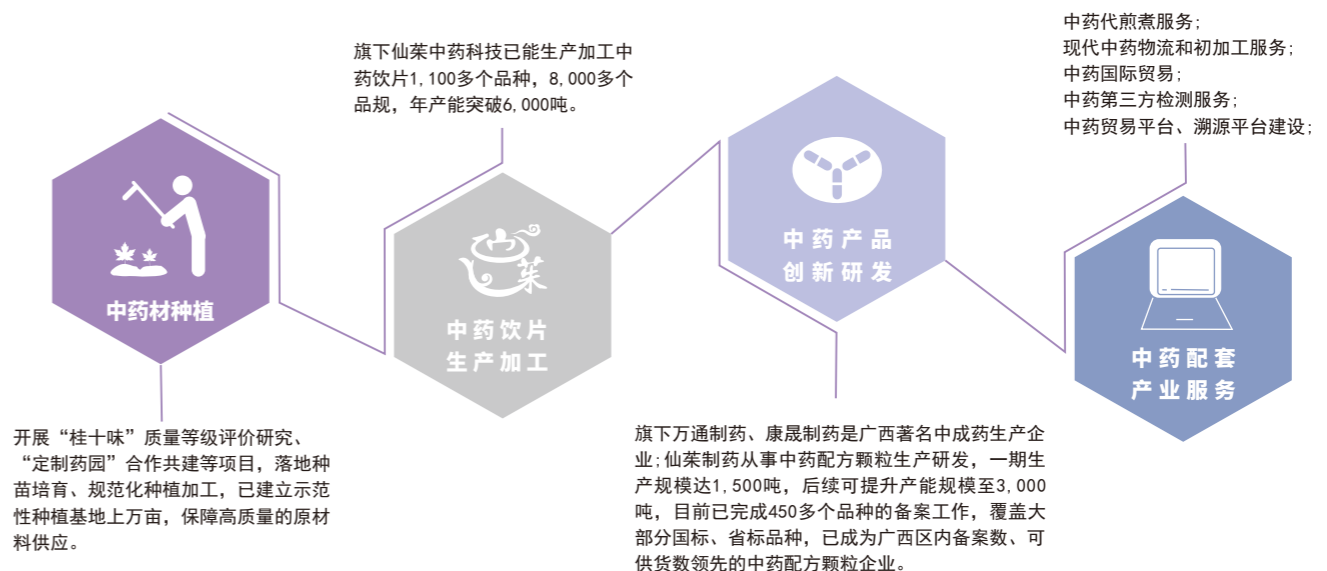 中药材种植
开展“桂十味”质量等级评价研究、
“定制药园”合作共建等项目，落地种
苗培育、规范化种植加工，已建立示范
性种植基地上万亩，保障高质量的原材
料供应。
旗下仙茱中药科技已能生产加工中
药饮片1,100多个品种，8,000多个
品规，年产能突破6,000吨。
仙茱
中药饮片
生产加工
中药产品
创新研发
旗下万通制药、康晟制药是广西著名中成药生产企
业;仙茱制药从事中药配方颗粒生产研发，一期生
产规模达1,500吨，后续可提升产能规模至3,000
吨，目前已完成450多个品种的备案工作，覆盖大
部分国标、省标品种，已成为广西区内备案数、可
供货数领先的中药配方颗粒企业。
中药代煎煮服务;
现代中药物流和初加工服务;
中药国际贸易;
中药第三方检测服务;
中药贸易平台、溯源平台建设;
中药配套
产业服务